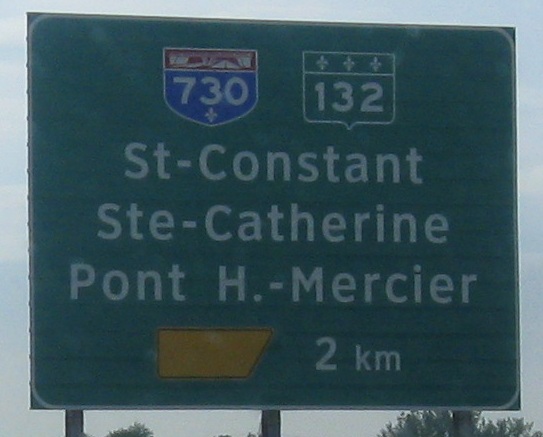 730 132
St-Constant
Ste-Catherine
Pont H.-Mercier
2 km